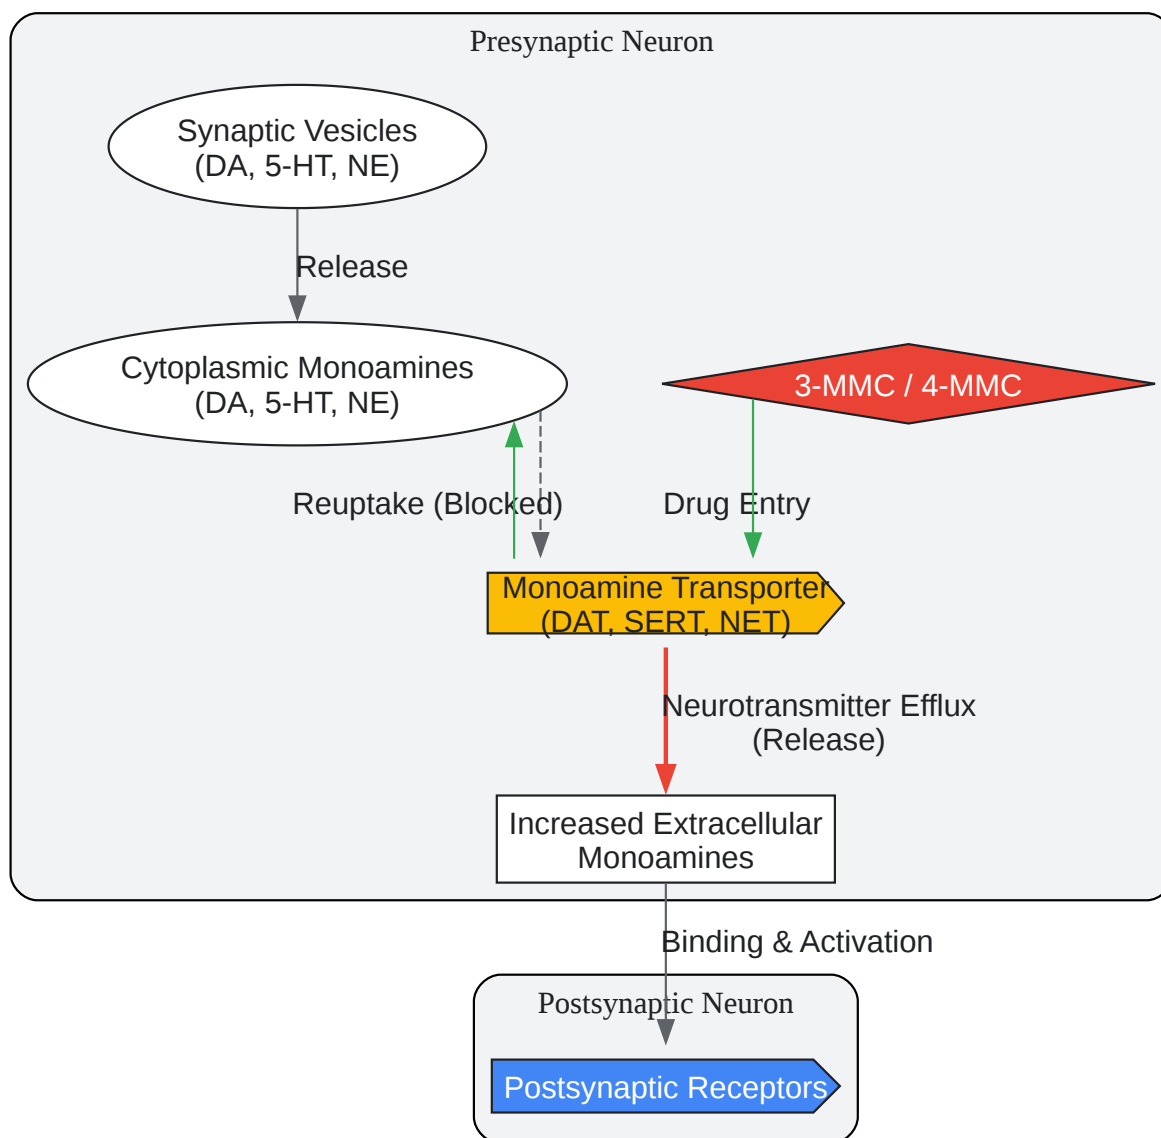 Presynaptic Neuron
Synaptic Vesicles
(DA, 5-HT, NE)
Release
Cytoplasmic Monoamines
(DA, 5-HT, NE)
3-MMC / 4-MMC
Reuptake (Blocked)
Drug Entry
Monoamine Transporter
(DAT, SERT, NET)
Neurotransmitter Efflux
(Release)
Increased Extracellular
Monoamines
Binding & Activation
Postsynaptic Neuron
Postsynaptic Receptors